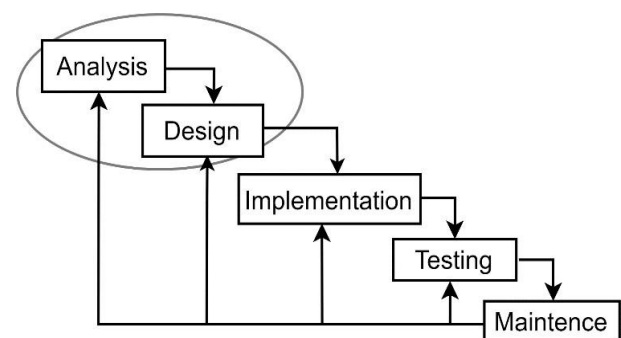 Analysis
Design
Implementation
Testing
Maintence